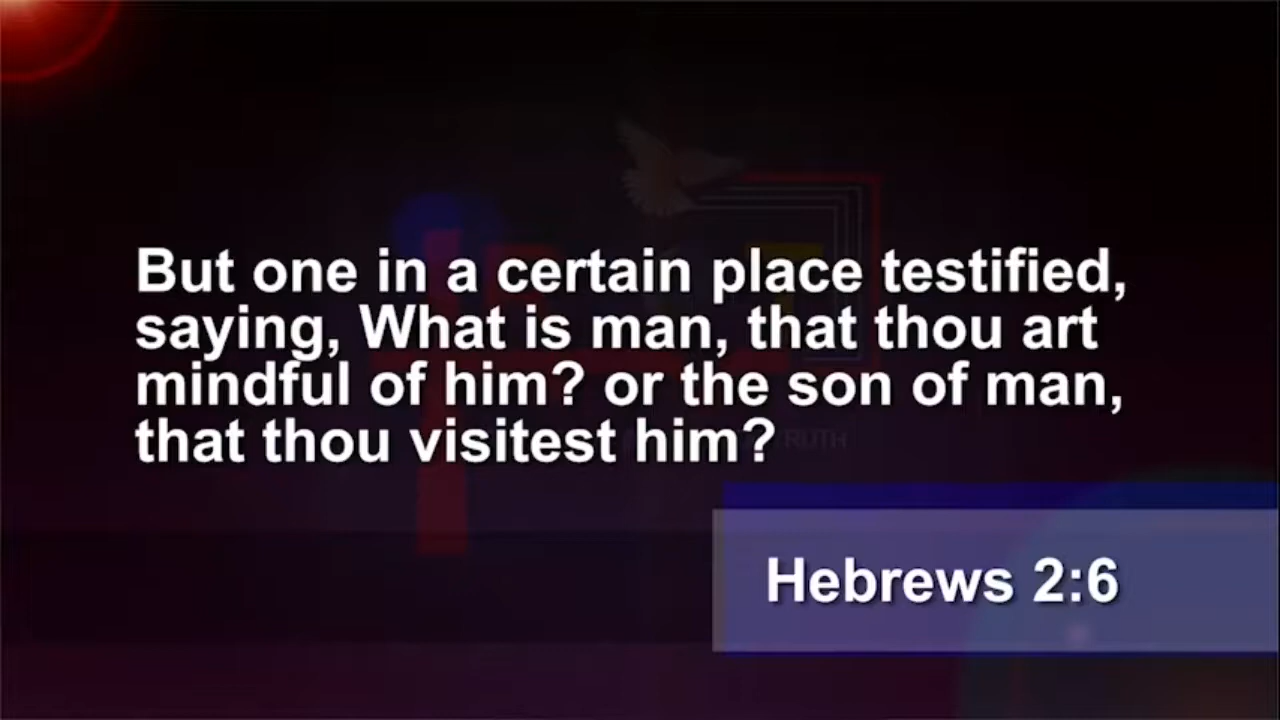 But one in a certain place testified,
saying, What is man, that thou art
mindful of him? or the son of man,
that thou visitest him?
RUTH
Hebrews 2:6